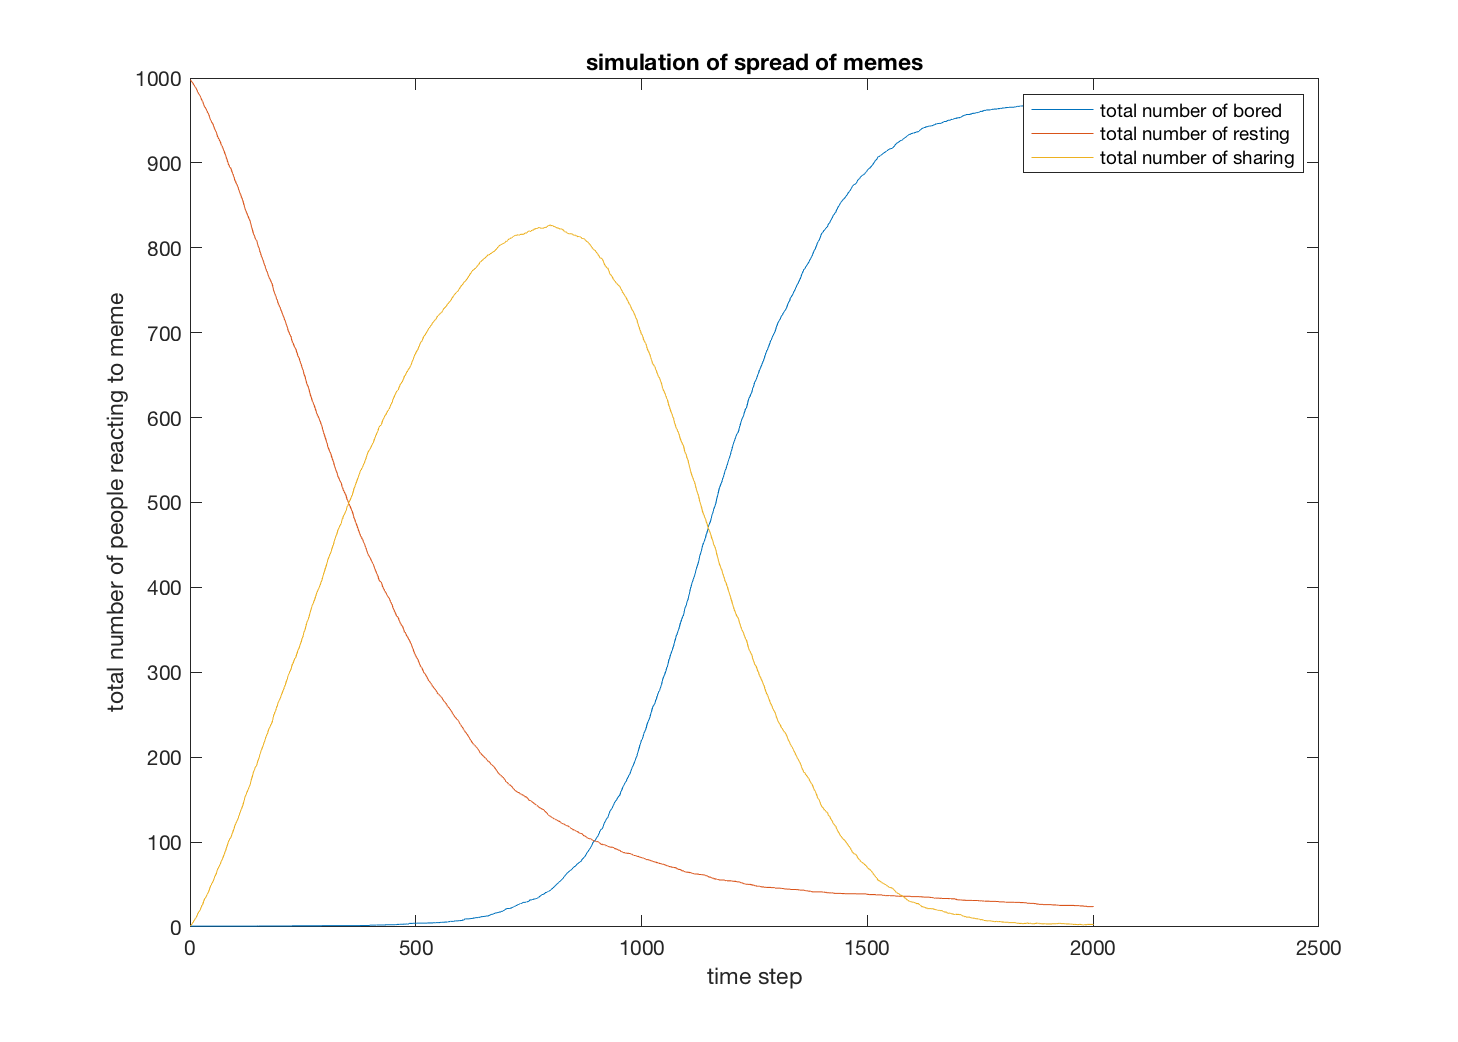 simulation of spread of memes
1000
900
800
700
600
500
400
300
200
100
0
total number of people reacting to meme
total number of bored
total number of resting
total number of sharing
0 500 1000 1500 2000 2500
time step